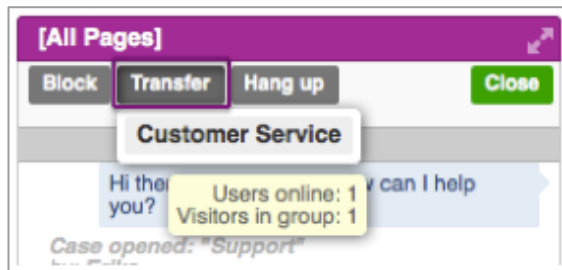 [All Pages]
Block Transfer Hang up Close
Customer Service
Hi can I help
you?
Users online: 1
Visitors in group: 1
Case opened: "Support"